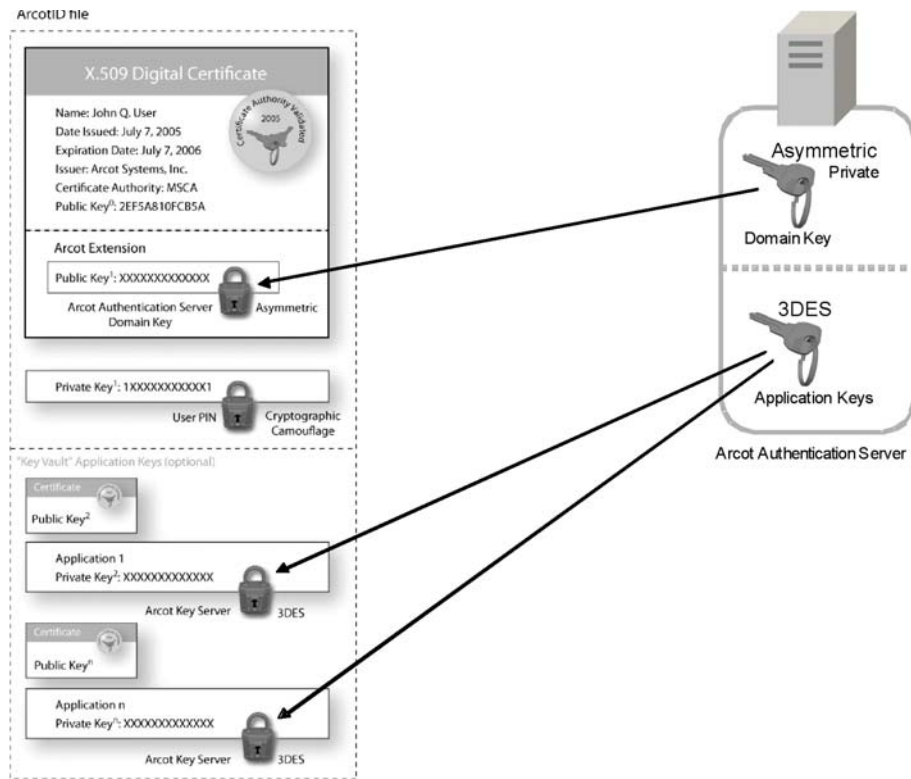 ArcotID file
X.509 Digital Certificate
Name: John Q. User
Date Issued: July 7, 2005
Expiration Date: July 7, 2006
Issuer: Arcot Systems, Inc.
Certificate Authority: MSCA
Public Key⁰: 2EF5A810FCB5A
Certificate Authority Validated
2005
Arcot Extension
Public Key¹: XXXXXXXXXXXXX
Arcot Authentication Server
Domain Key
Asymmetric
Private Key¹: 1XXXXXXXXXXX1
User PIN
Cryptographic
Camouflage
"Key Vault" Application Keys (optional)
Certificate
Public Key²
Application 1
Private Key²: XXXXXXXXXXXXX
Arcot Key Server
3DES
Certificate
Public Keyⁿ
Application n
Private Keyⁿ: XXXXXXXXXXXXX
Arcot Key Server
3DES
Asymmetric
Private
Domain Key
3DES
Application Keys
Arcot Authentication Server